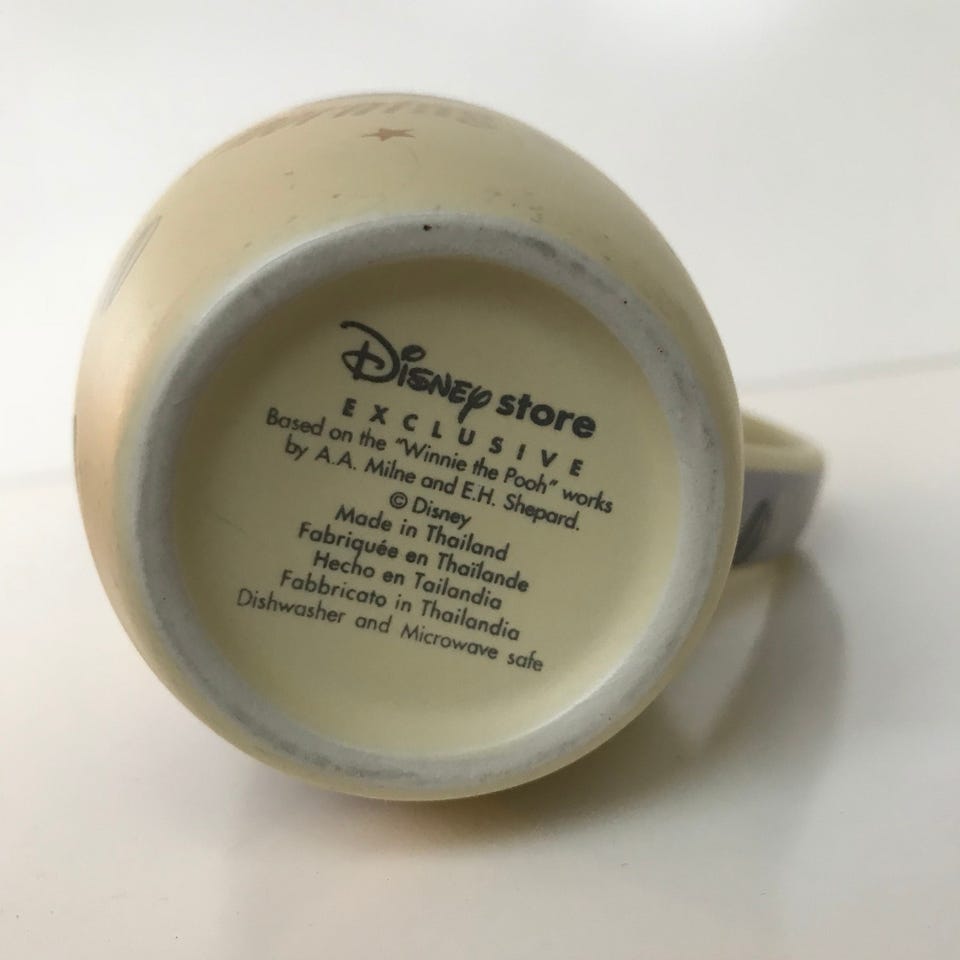 Disney store
EXCLUSIVE
Based on the "Winnie the Pooh" works
by A.A. Milne and E.H. Shepard.
© Disney
Made in Thailand
Fabriquée en Thaïlande
Hecho en Tailandia
Fabbricato in Thailandia
Dishwasher and Microwave safe